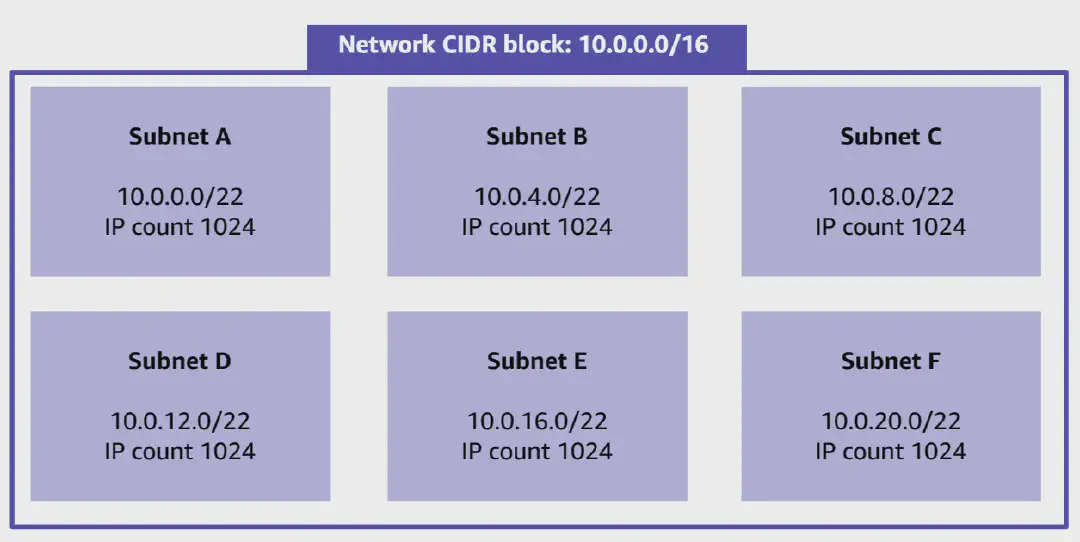 Network CIDR block: 10.0.0.0/16
Subnet A
10.0.0.0/22
IP count 1024
Subnet B
10.0.4.0/22
IP count 1024
Subnet C
10.0.8.0/22
IP count 1024
Subnet D
10.0.12.0/22
IP count 1024
Subnet E
10.0.16.0/22
IP count 1024
Subnet F
10.0.20.0/22
IP count 1024